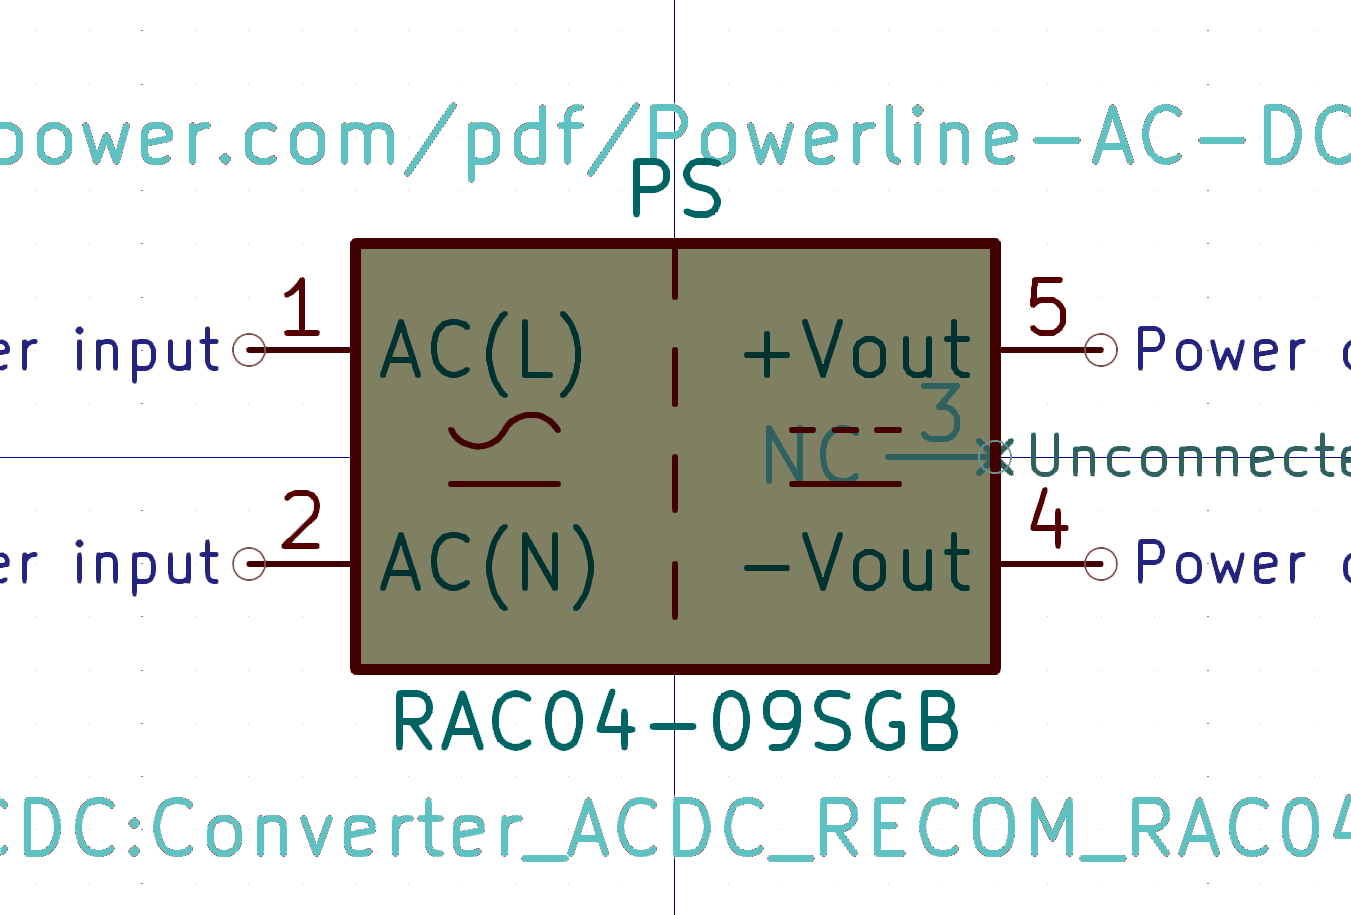 power.com/pdf/Powerline-AC-DC
PS
1
5
er input
AC(L)
+Vout
Power
3
NC
Unconnecte
2
4
er input
AC(N)
-Vout
Power
RAC04-09SGB
CDC:Converter_ACDC_RECOM_RAC04